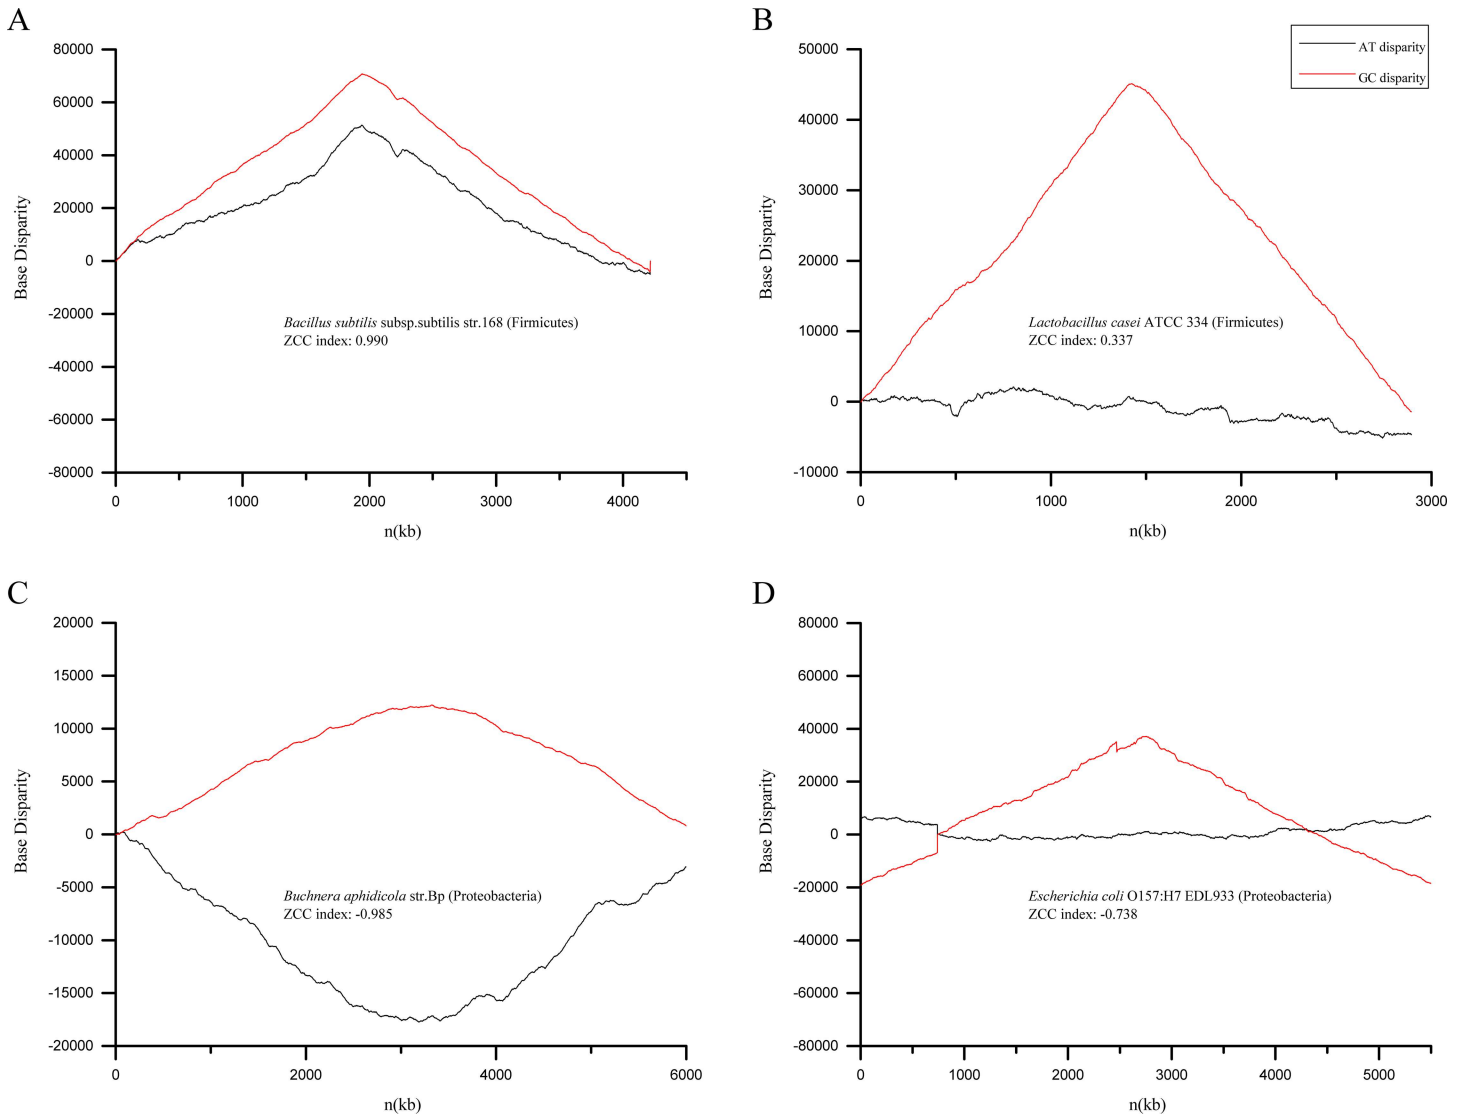 A
80000
60000
40000
20000
0
-20000
-40000
-60000
-80000
Base Disparity
Bacillus subtilis subsp.subtilis str.168 (Firmicutes)
ZCC index: 0.990
0 1000 2000 3000 4000
n(kb)
B
AT disparity
GC disparity
50000
40000
30000
20000
10000
0
-10000
Base Disparity
Lactobacillus casei ATCC 334 (Firmicutes)
ZCC index: 0.337
0 1000 2000 3000
n(kb)
C
20000
15000
10000
5000
0
-5000
-10000
-15000
-20000
Base Disparity
Buchnera aphidicola str.Bp (Proteobacteria)
ZCC index: -0.985
0 2000 4000 6000
n(kb)
D
80000
60000
40000
20000
0
-20000
-40000
-60000
-80000
Base Disparity
Escherichia coli O157:H7 EDL933 (Proteobacteria)
ZCC index: -0.738
0 1000 2000 3000 4000 5000
n(kb)